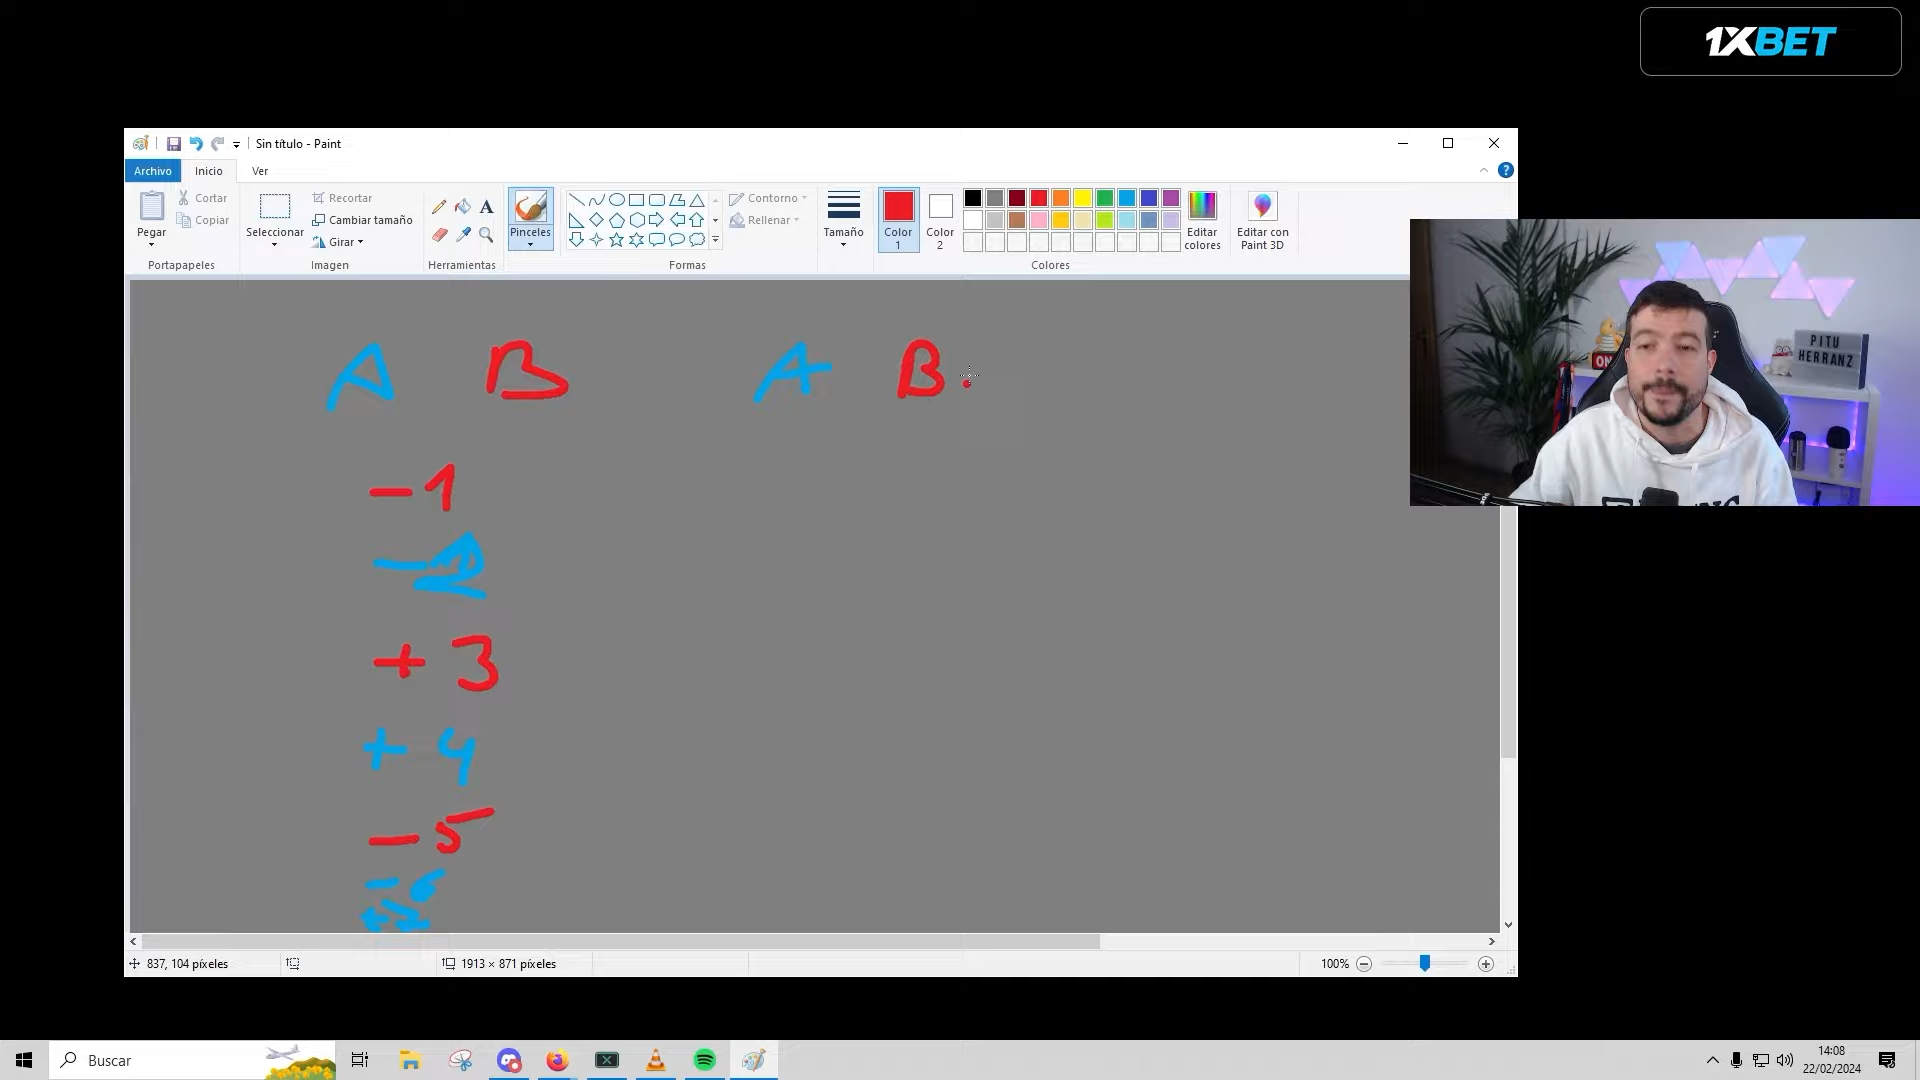 1XBET
Sin título - Paint
Archivo Inicio Ver
Pegar
Cortar
Copiar
Portapapeles
Seleccionar
Recortar
Cambiar tamaño
Girar
Imagen
A
Herramientas
Pinceles
Formas
Contorno
Rellenar
Tamaño
Color 1
Color 2
Editar colores
Editar con Paint 3D
Colores
PITU
HERRANZ
ON
A B A B
- 1
- 2
+ 3
+ 4
- 5
- 6
837, 104 píxeles
1913 × 871 píxeles
100%
Buscar
14:08
22/02/2024